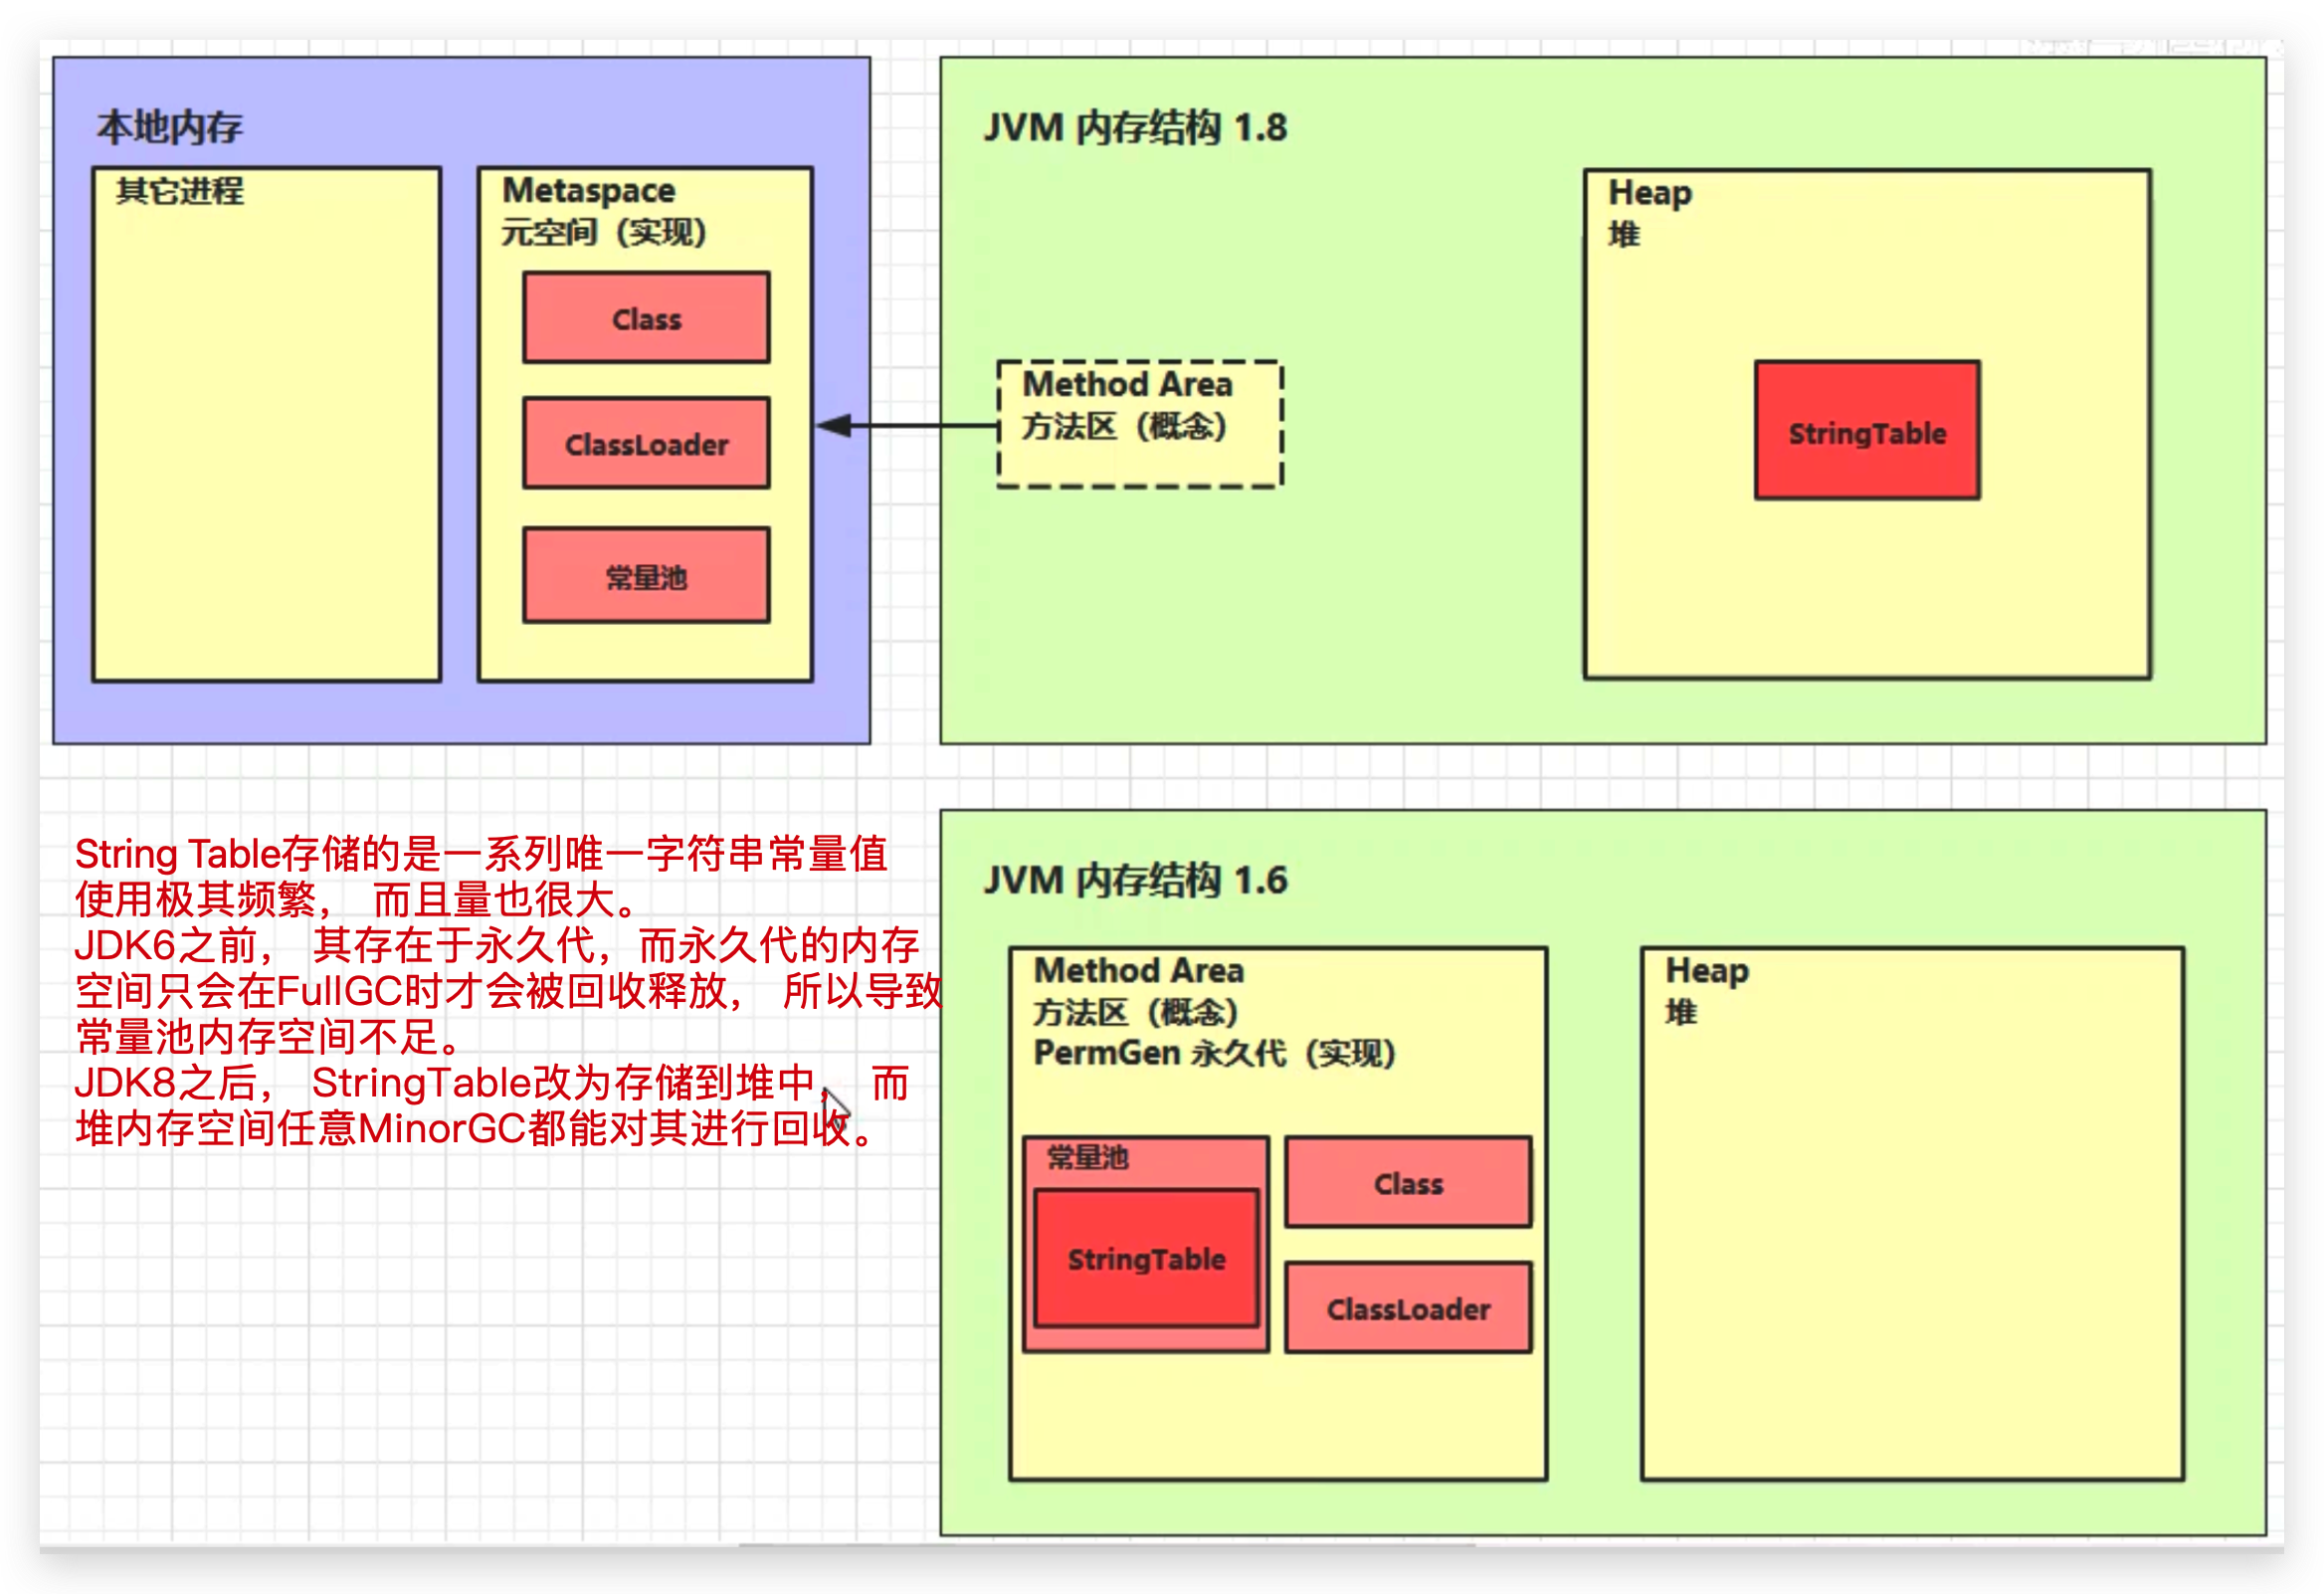 本地内存
其它进程
Metaspace
元空间（实现）
Class
ClassLoader
常量池
JVM 内存结构 1.8
Method Area
方法区（概念）
Heap
堆
StringTable
String Table存储的是一系列唯一字符串常量值
使用极其频繁， 而且量也很大。
JDK6之前， 其存在于永久代，而永久代的内存
空间只会在FullGC时才会被回收释放， 所以导致
常量池内存空间不足。
JDK8之后， StringTable改为存储到堆中， 而
堆内存空间任意MinorGC都能对其进行回收。
JVM 内存结构 1.6
Method Area
方法区（概念）
PermGen 永久代（实现）
常量池
StringTable
Class
ClassLoader
Heap
堆